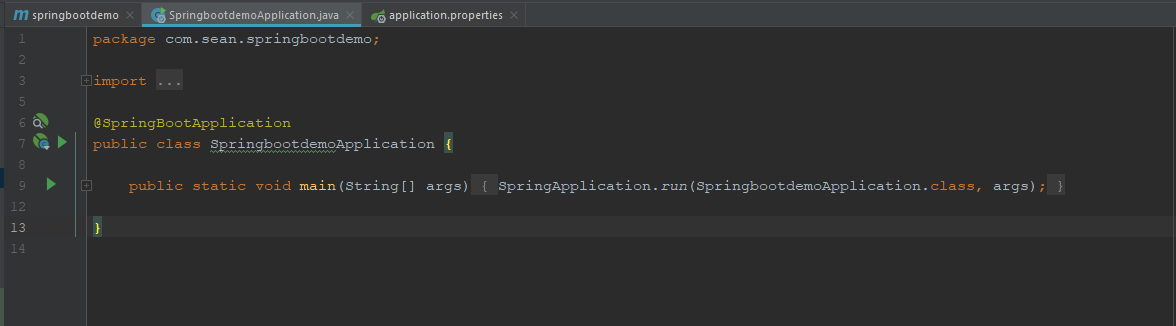 springbootdemo SpringbootdemoApplication.java application.properties
1 package com.sean.springbootdemo;
2
3 import ...
5
6 @SpringBootApplication
7 public class SpringbootdemoApplication {
8
9 public static void main(String[] args) { SpringApplication.run(SpringbootdemoApplication.class, args); }
12
13 }
14